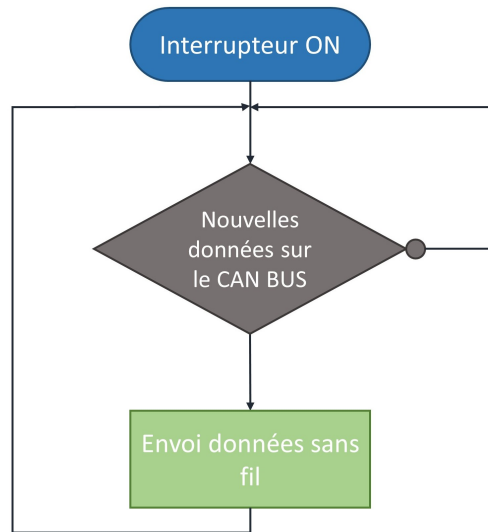 Interrupteur ON
Nouvelles
données sur
le CAN BUS
Envoi données sans
fil